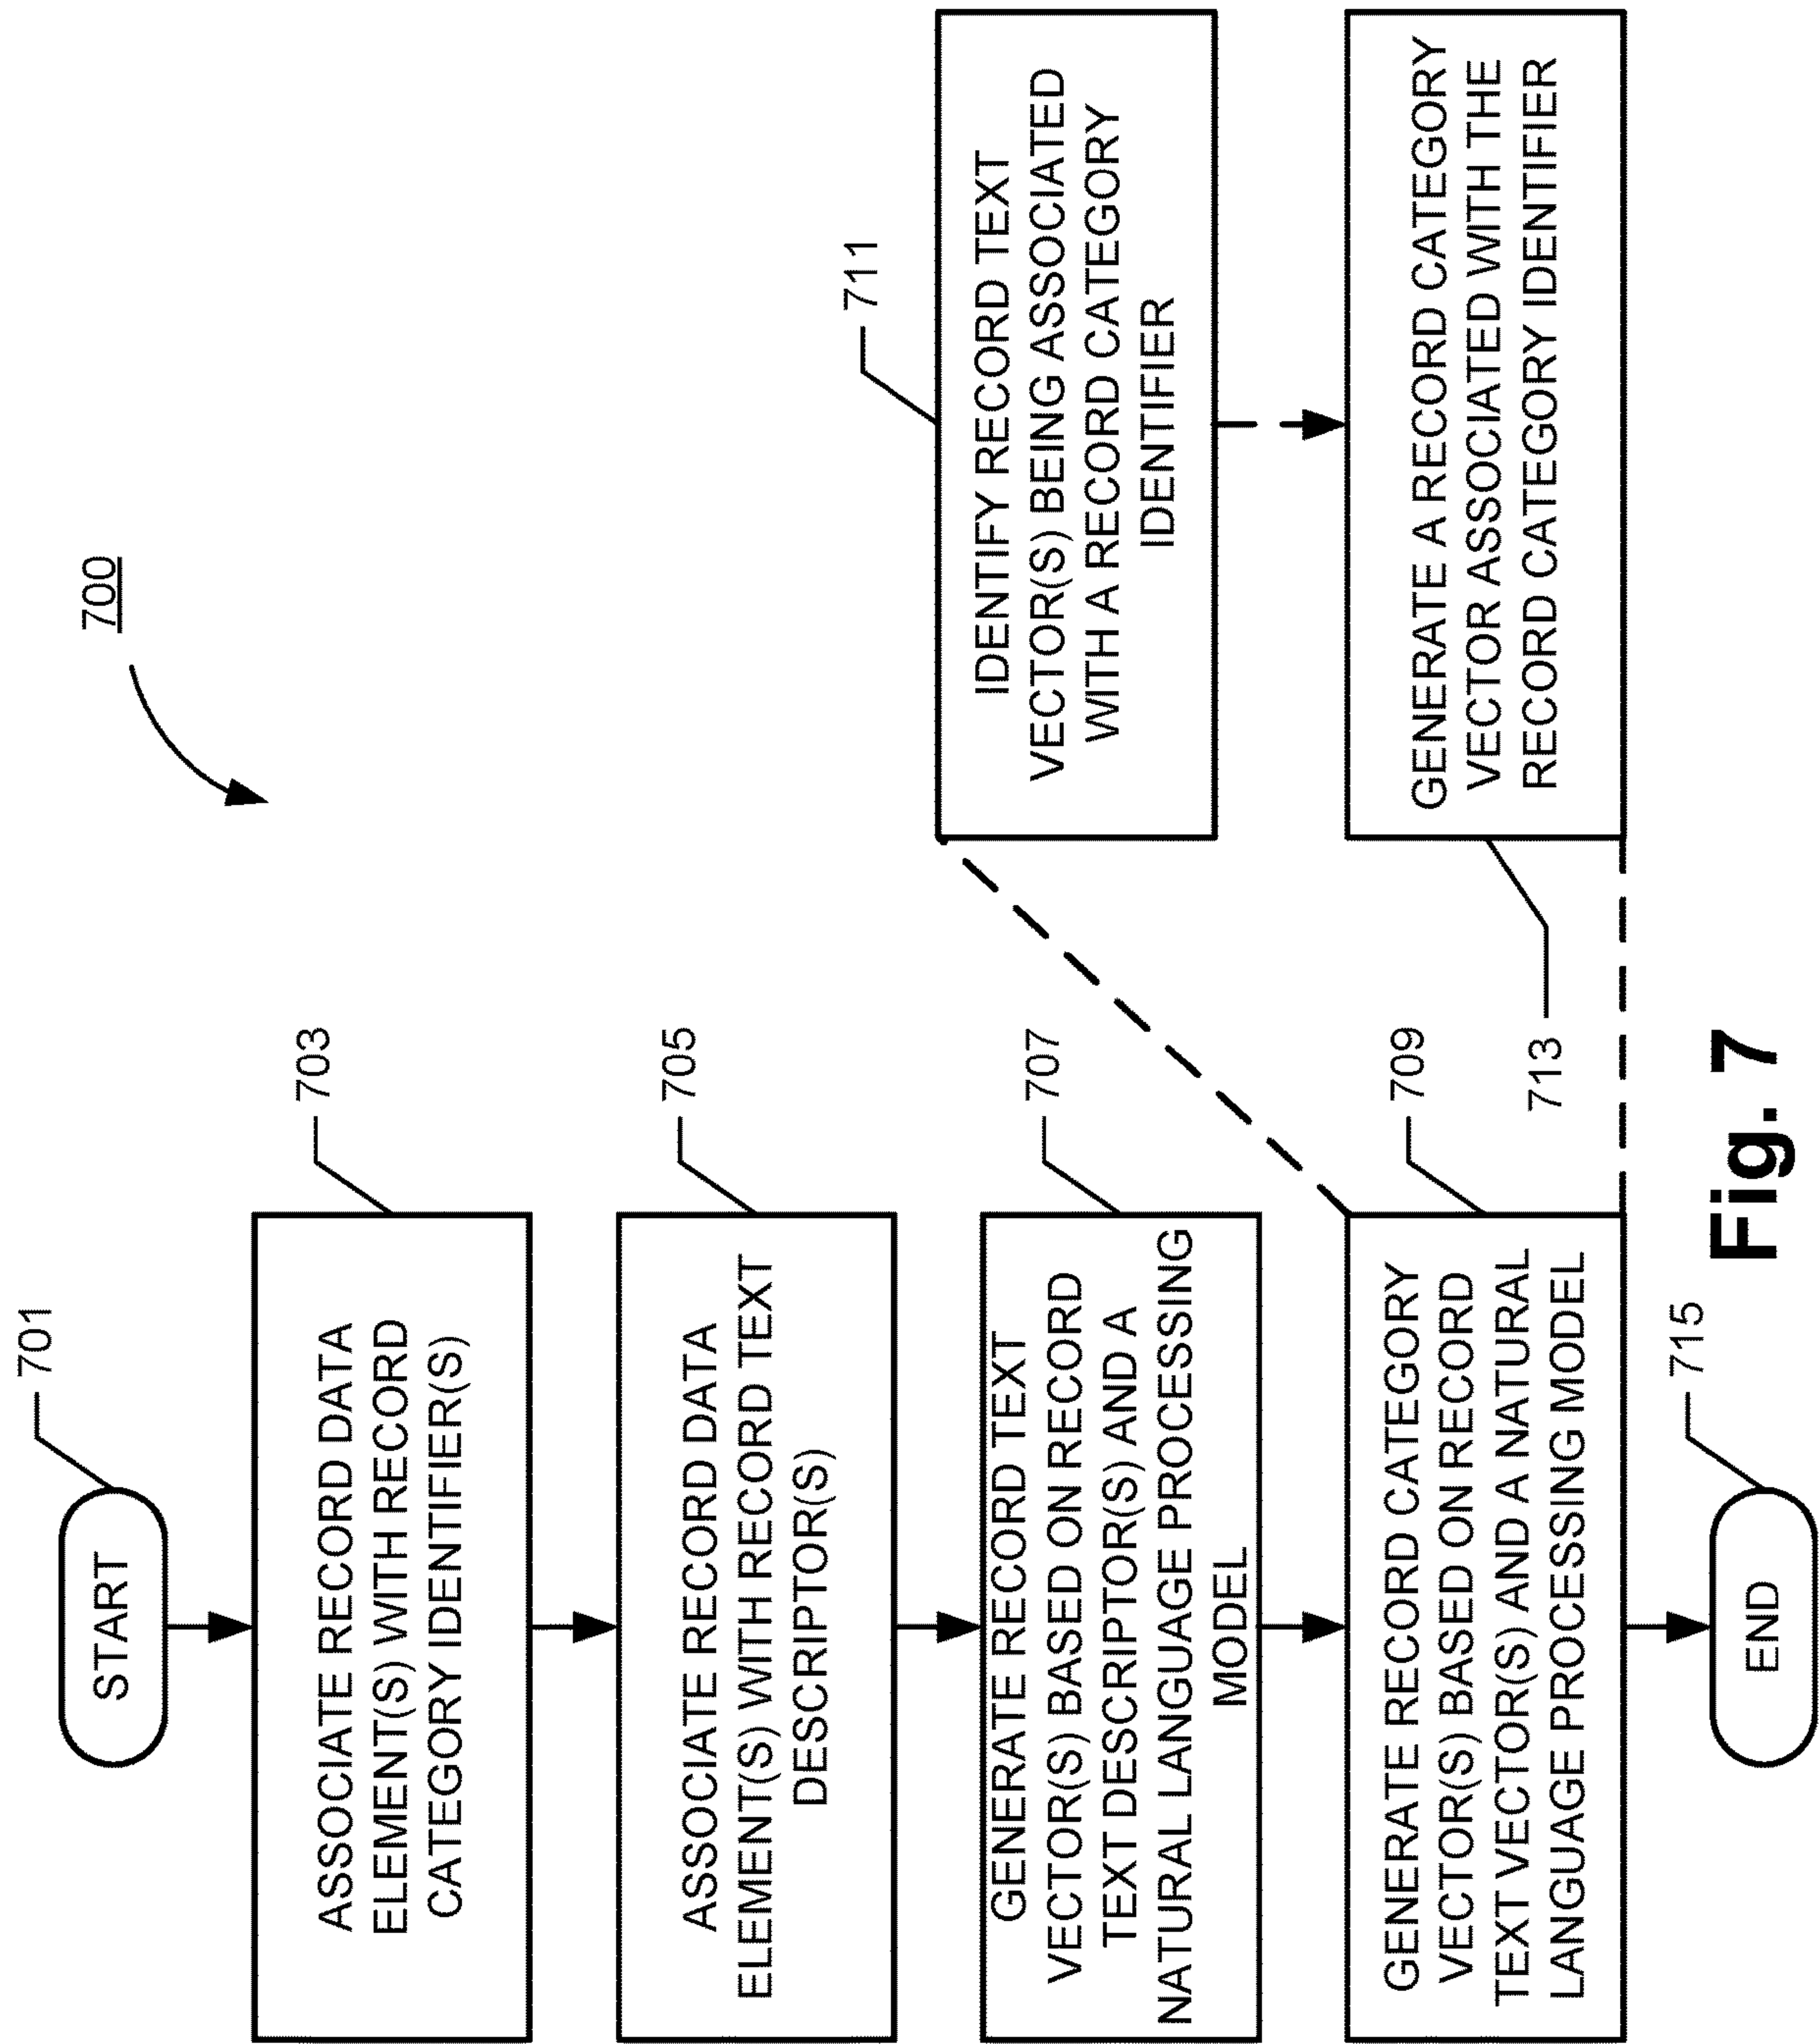 700
701
START
703
ASSOCIATE RECORD DATA
ELEMENT(S) WITH RECORD
CATEGORY IDENTIFIER(S)
705
ASSOCIATE RECORD DATA
ELEMENT(S) WITH RECORD TEXT
DESCRIPTOR(S)
707
GENERATE RECORD TEXT
VECTOR(S) BASED ON RECORD
TEXT DESCRIPTOR(S) AND A
NATURAL LANGUAGE PROCESSING
MODEL
709
GENERATE RECORD CATEGORY
VECTOR(S) BASED ON RECORD
TEXT VECTOR(S) AND A NATURAL
LANGUAGE PROCESSING MODEL
711
IDENTIFY RECORD TEXT
VECTOR(S) BEING ASSOCIATED
WITH A RECORD CATEGORY
IDENTIFIER
713
GENERATE A RECORD CATEGORY
VECTOR ASSOCIATED WITH THE
RECORD CATEGORY IDENTIFIER
715
END
Fig. 7